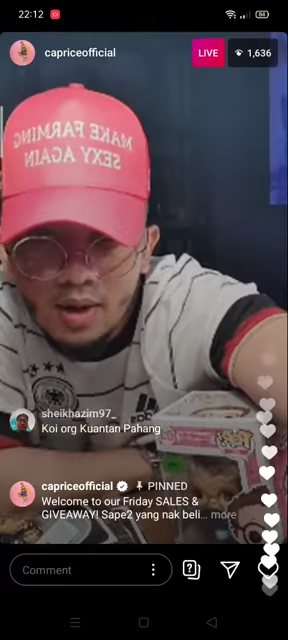 22:12
84
capriceofficial
LIVE
1,636
MAKE FARMING
SEXY AGAIN
sheikhazim97_
Koi org Kuantan Pahang
capriceofficial PINNED
Welcome to our Friday SALES &
GIVEAWAY! Sape2 yang nak beli... more
Comment